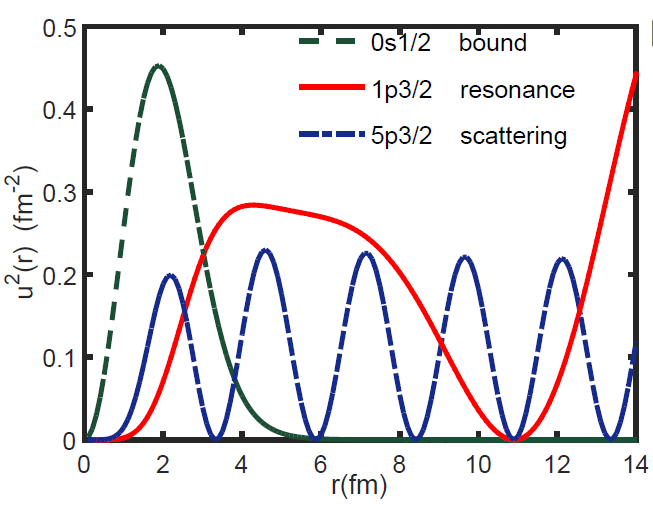 0.5
0s1/2 bound
1p3/2 resonance
5p3/2 scattering
0.4
0.3
0.2
0.1
0
u²(r) (fm⁻²)
0 2 4 6 8 10 12 14
r(fm)